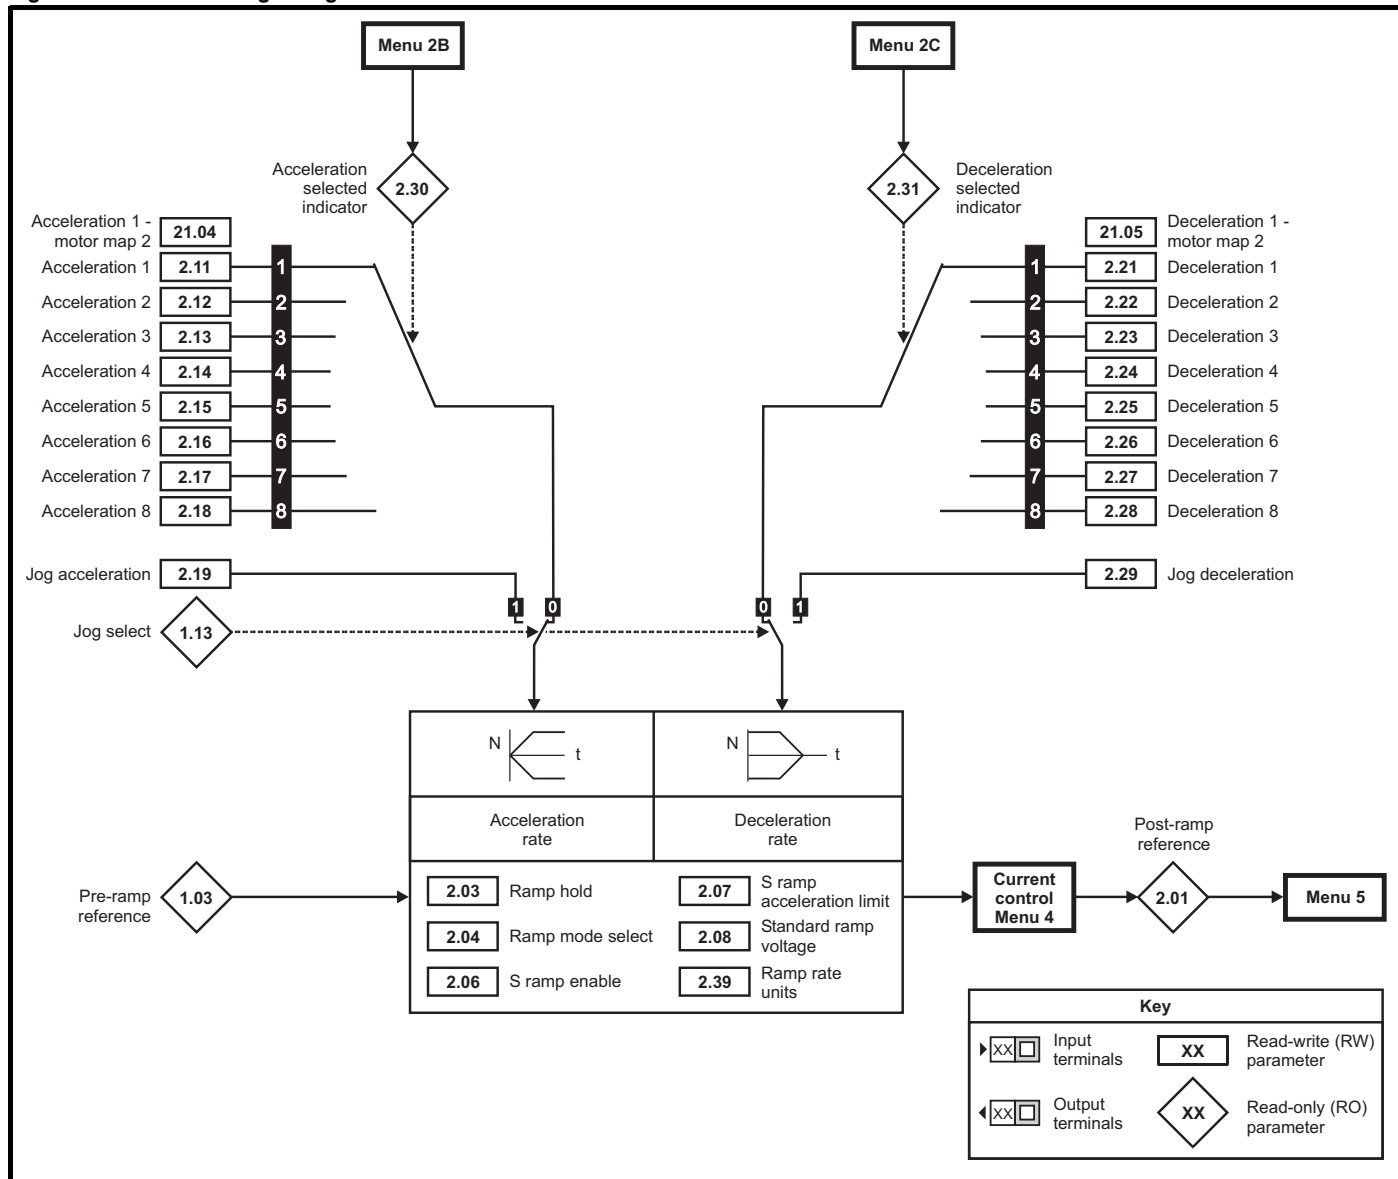 Menu 2B
Menu 2C
Acceleration
selected
indicator
2.30
2.31
Deceleration
selected
indicator
Acceleration 1 -
motor map 2
21.04
21.05
Deceleration 1 -
motor map 2
Acceleration 1
2.11
1
1
2.21
Deceleration 1
Acceleration 2
2.12
2
2
2.22
Deceleration 2
Acceleration 3
2.13
3
3
2.23
Deceleration 3
Acceleration 4
2.14
4
4
2.24
Deceleration 4
Acceleration 5
2.15
5
5
2.25
Deceleration 5
Acceleration 6
2.16
6
6
2.26
Deceleration 6
Acceleration 7
2.17
7
7
2.27
Deceleration 7
Acceleration 8
2.18
8
8
2.28
Deceleration 8
Jog acceleration
2.19
2.29
Jog deceleration
1
0
0
1
Jog select
1.13
N
t
N
t
Acceleration
rate
Deceleration
rate
Pre-ramp
reference
1.03
2.03
Ramp hold
2.04
Ramp mode select
2.06
S ramp enable
2.07
S ramp
acceleration limit
2.08
Standard ramp
voltage
2.39
Ramp rate
units
Current
control
Menu 4
Post-ramp
reference
2.01
Menu 5
Key
XX
Input
terminals
XX
Read-write (RW)
parameter
XX
Output
terminals
XX
Read-only (RO)
parameter